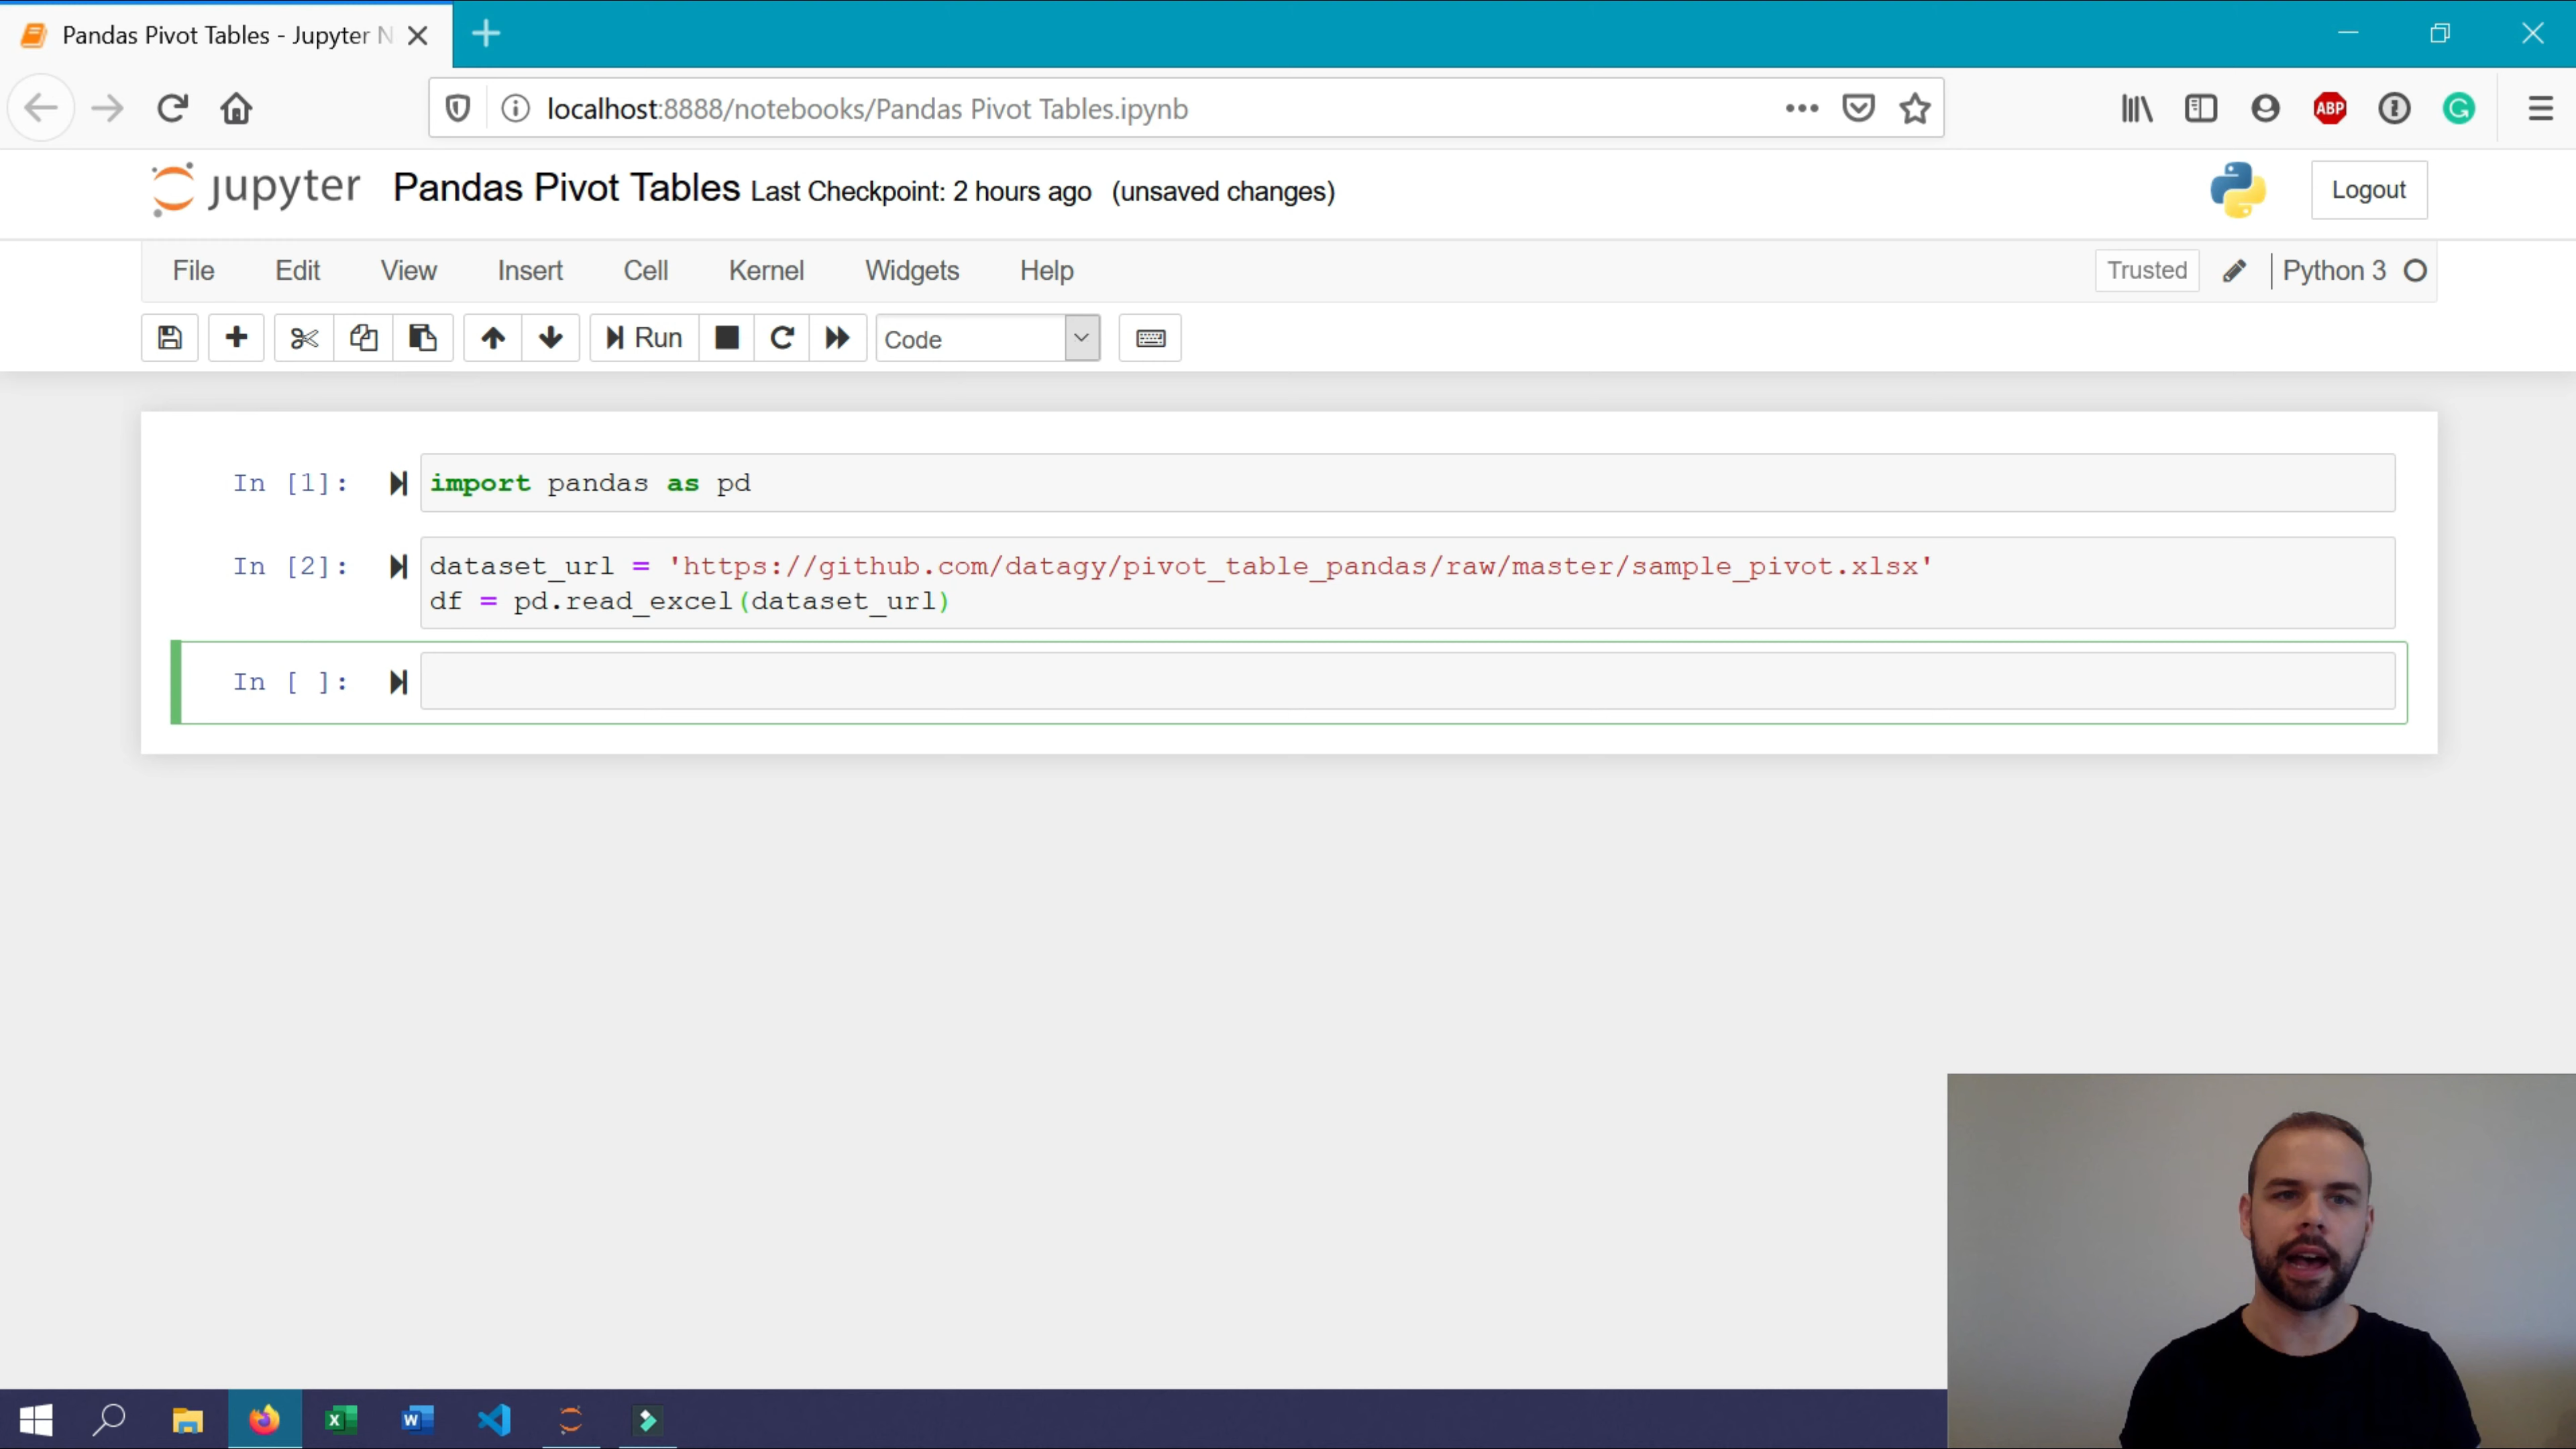 Pandas Pivot Tables - Jupyter N
localhost:8888/notebooks/Pandas Pivot Tables.ipynb
ABP
jupyter Pandas Pivot Tables Last Checkpoint: 2 hours ago (unsaved changes)
Logout
File Edit View Insert Cell Kernel Widgets Help
Trusted Python 3
Run Code
In [1]: import pandas as pd
In [2]: dataset_url = 'https://github.com/datagy/pivot_table_pandas/raw/master/sample_pivot.xlsx'
df = pd.read_excel(dataset_url)
In [ ]: